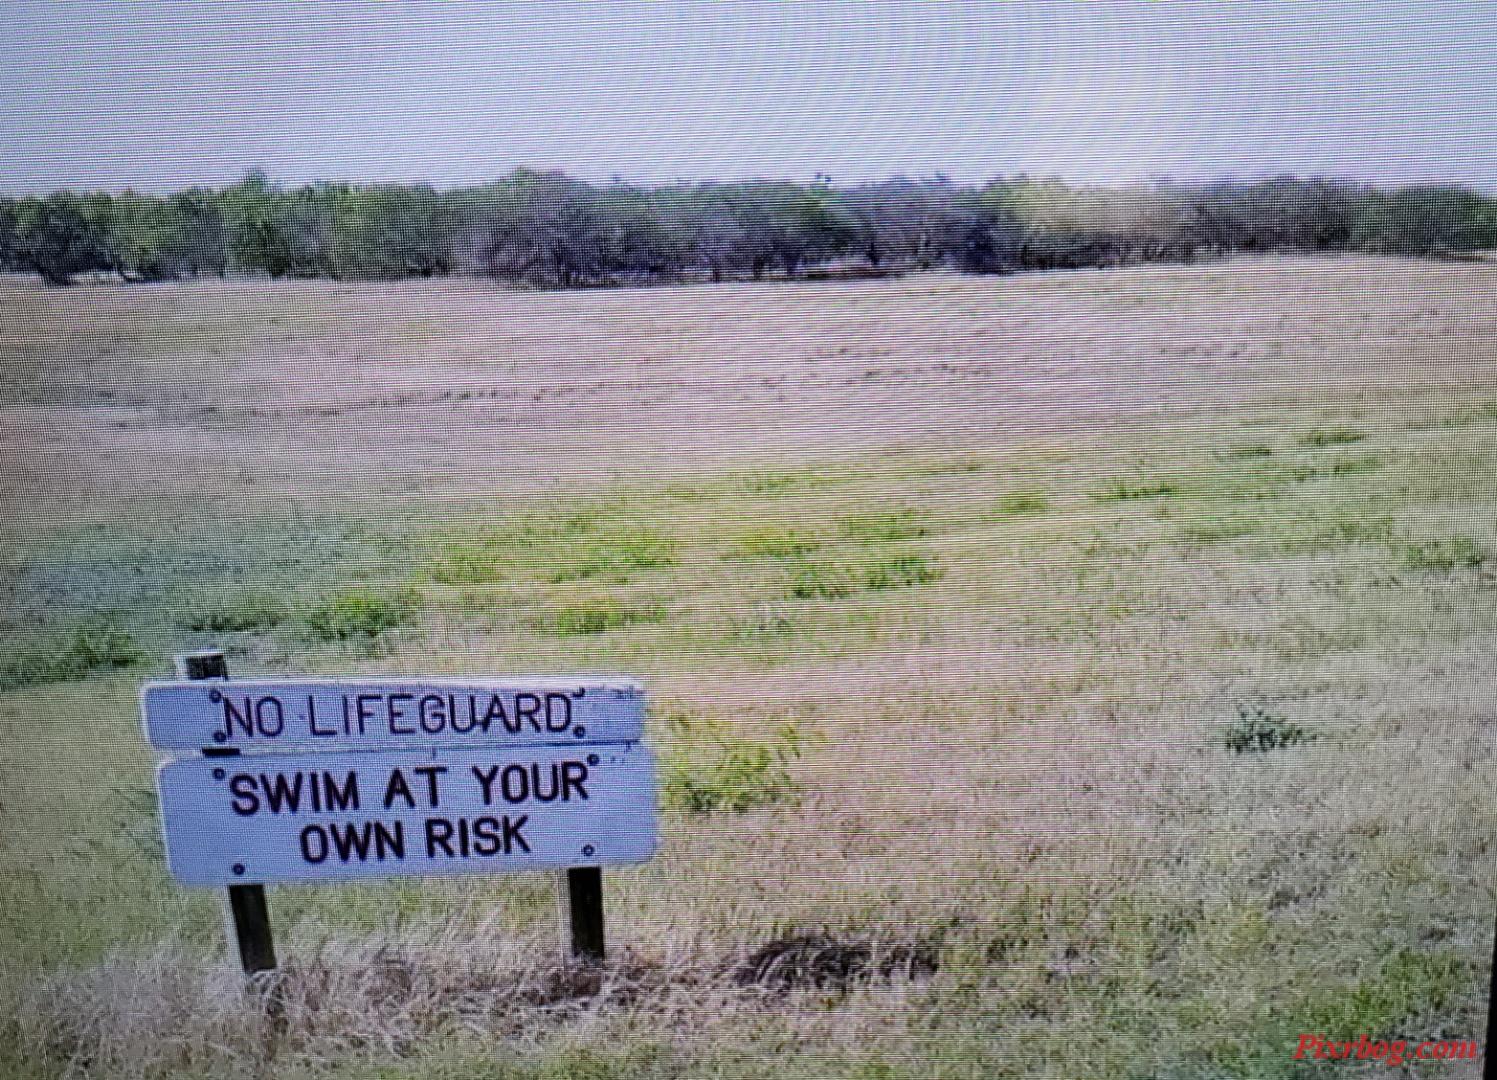 NO LIFEGUARD
SWIM AT YOUR
OWN RISK
Pixrbog.com